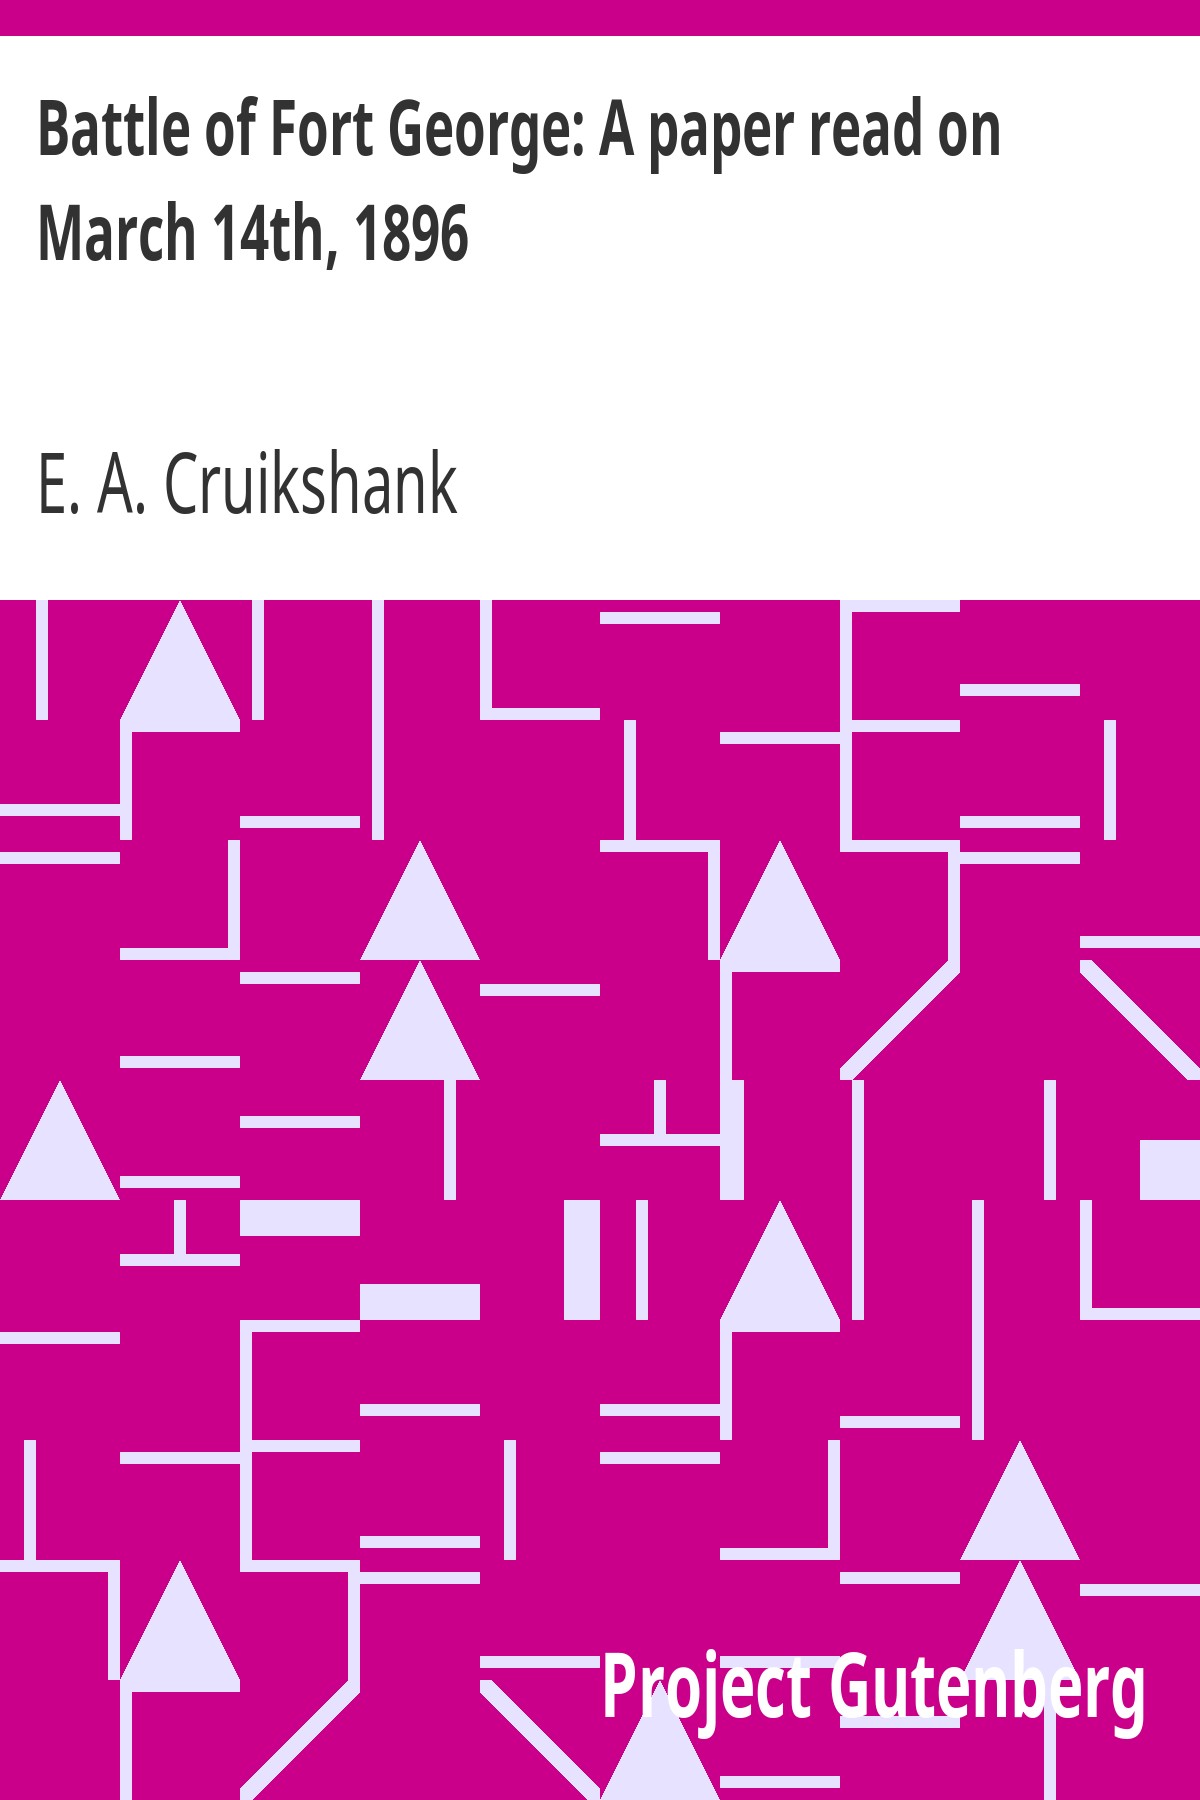 Battle of Fort George: A paper read on
March 14th, 1896
E. A. Cruikshank
Project Gutenberg